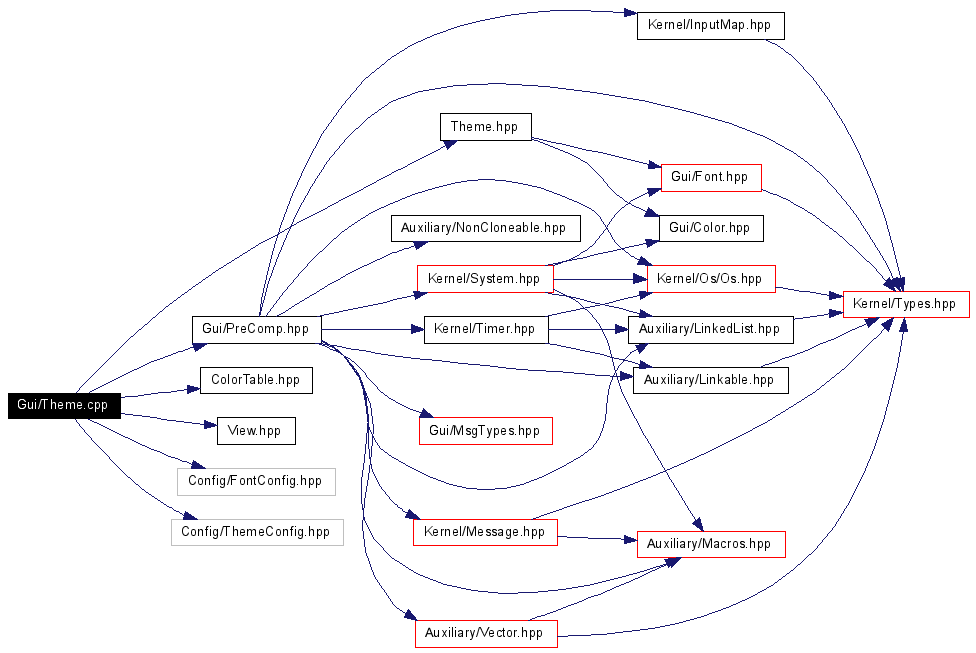 Kernel/InputMap.hpp
Theme.hpp
Gui/Font.hpp
Auxiliary/NonCloneable.hpp
Gui/Color.hpp
Kernel/System.hpp
Kernel/Os/Os.hpp
Kernel/Types.hpp
Gui/PreComp.hpp
Kernel/Timer.hpp
Auxiliary/LinkedList.hpp
ColorTable.hpp
Auxiliary/Linkable.hpp
Gui/Theme.cpp
View.hpp
Gui/MsgTypes.hpp
Config/FontConfig.hpp
Config/ThemeConfig.hpp
Kernel/Message.hpp
Auxiliary/Macros.hpp
Auxiliary/Vector.hpp